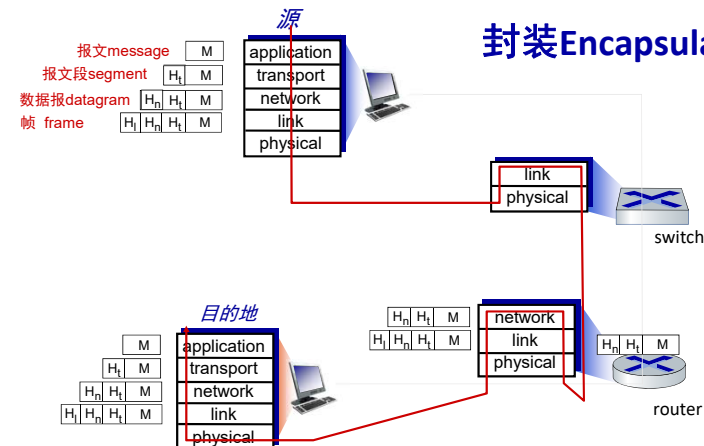 源
封装Encapsula
报文message M
application
报文段segment Ht M
transport
数据报datagram Hn Ht M
network
帧 frame Hl Hn Ht M
link
physical
link
physical
switch
目的地
M
application
Ht M
transport
Hn Ht M
network
Hl Hn Ht M
link
physical
Hn Ht M
network
Hl Hn Ht M
link
physical
Hn Ht M
router